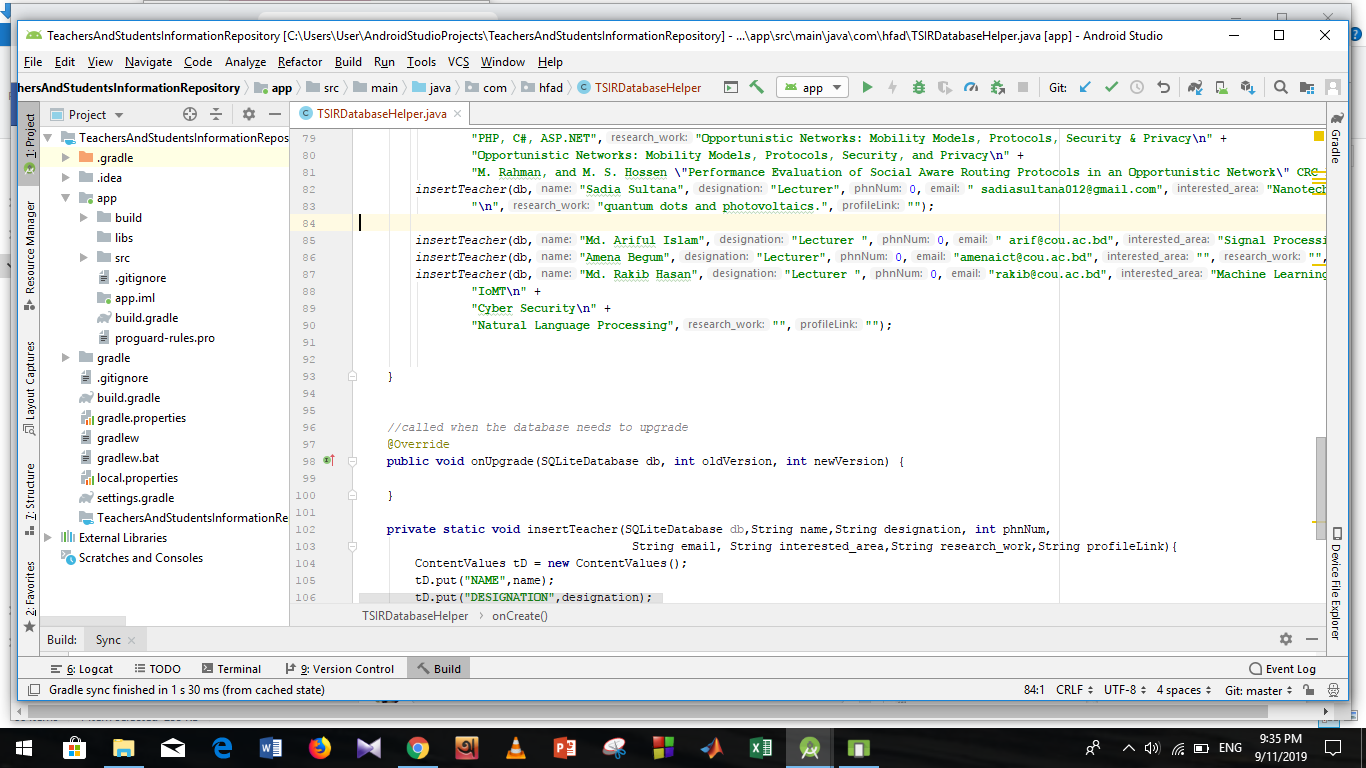 TeachersAndStudentsInformationRepository [C:\Users\User\AndroidStudioProjects\TeachersAndStudentsInformationRepository] - ...\app\src\main\java\com\hfad\TSIRDatabaseHelper.java [app] - Android Studio
File Edit View Navigate Code Analyze Refactor Build Run Tools VCS Window Help
hersAndStudentsInformationRepository app src main java com hfad TSIRDatabaseHelper app Git:
Project
TSIRDatabaseHelper.java
1: Project
Resource Manager
Layout Captures
7: Structure
2: Favorites
TeachersAndStudentsInformationRepos
.gradle
.idea
app
build
libs
src
.gitignore
app.iml
build.gradle
proguard-rules.pro
gradle
.gitignore
build.gradle
gradle.properties
gradlew
gradlew.bat
local.properties
settings.gradle
TeachersAndStudentsInformationRe
External Libraries
Scratches and Consoles
79 "PHP, C#, ASP.NET", research_work: "Opportunistic Networks: Mobility Models, Protocols, Security & Privacy\n" +
80 "Opportunistic Networks: Mobility Models, Protocols, Security, and Privacy\n" +
81 "M. Rahman, and M. S. Hossen \"Performance Evaluation of Social Aware Routing Protocols in an Opportunistic Network\" CRC
82 insertTeacher(db, name: "Sadia Sultana", designation: "Lecturer", phnNum: 0, email: " sadiasultana012@gmail.com", interested_area: "Nanotech
83 "\n", research_work: "quantum dots and photovoltaics.", profileLink: "");
84
85 insertTeacher(db, name: "Md. Ariful Islam", designation: "Lecturer ", phnNum: 0, email: " arif@cou.ac.bd", interested_area: "Signal Processi
86 insertTeacher(db, name: "Amena Begum", designation: "Lecturer", phnNum: 0, email: "amenaict@cou.ac.bd", interested_area: "", research_work: "",
87 insertTeacher(db, name: "Md. Rakib Hasan", designation: "Lecturer ", phnNum: 0, email: "rakib@cou.ac.bd", interested_area: "Machine Learning
88 "IoMT\n" +
89 "Cyber Security\n" +
90 "Natural Language Processing", research_work: "", profileLink: "");
91
92
93 }
94
95
96 //called when the database needs to upgrade
97 @Override
98 public void onUpgrade(SQLiteDatabase db, int oldVersion, int newVersion) {
99
100 }
101
102 private static void insertTeacher(SQLiteDatabase db,String name,String designation, int phnNum,
103 String email, String interested_area,String research_work,String profileLink){
104 ContentValues tD = new ContentValues();
105 tD.put("NAME",name);
106 tD.put("DESIGNATION",designation);
TSIRDatabaseHelper onCreate()
Gradle
Device File Explorer
Build: Sync
6: Logcat TODO Terminal 9: Version Control Build Event Log
Gradle sync finished in 1 s 30 ms (from cached state) 84:1 CRLF UTF-8 4 spaces Git: master
ENG
9:35 PM
9/11/2019